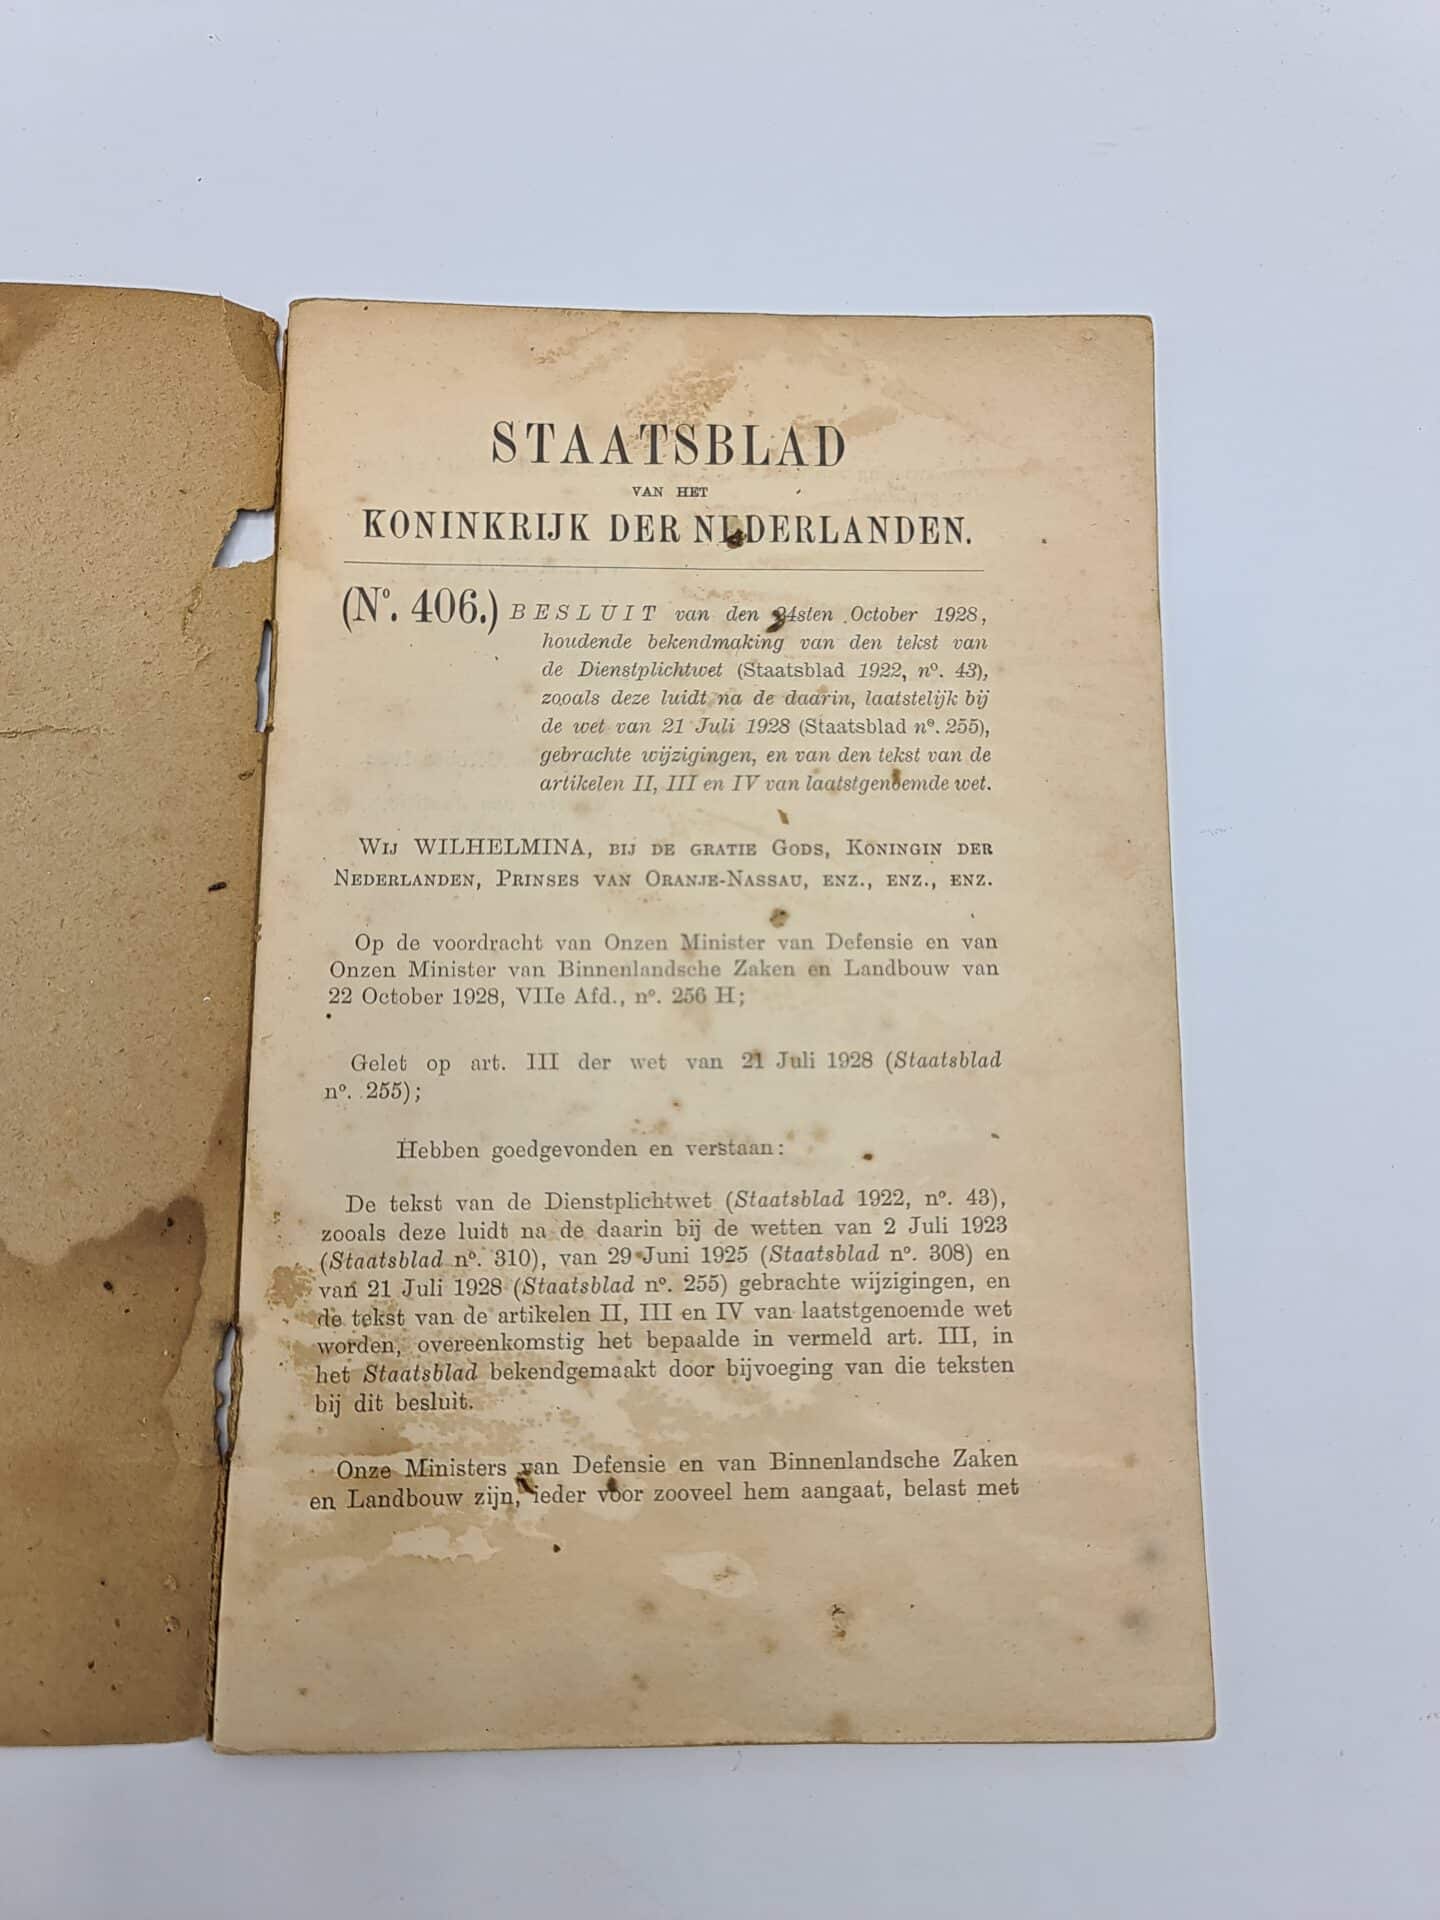 STAATSBLAD
VAN HET
KONINKRIJK DER NEDERLANDEN.
(No. 406.) BESLUIT van den 24sten October 1928,
houdende bekendmaking van den tekst van
de Dienstplichtwet (Staatsblad 1922, no. 43),
zooals deze luidt na de daarin, laatstelijk bij
de wet van 21 Juli 1928 (Staatsblad no. 255),
gebrachte wijzigingen, en van den tekst van de
artikelen II, III en IV van laatstgenoemde wet.
Wij WILHELMINA, bij de gratie Gods, Koningin der
Nederlanden, Prinses van Oranje-Nassau, enz., enz., enz.
Op de voordracht van Onzen Minister van Defensie en van
Onzen Minister van Binnenlandsche Zaken en Landbouw van
22 October 1928, VIIe Afd., no. 256 H;
Gelet op art. III der wet van 21 Juli 1928 (Staatsblad
no. 255);
Hebben goedgevonden en verstaan:
De tekst van de Dienstplichtwet (Staatsblad 1922, no. 43),
zooals deze luidt na de daarin bij de wetten van 2 Juli 1923
(Staatsblad no. 310), van 29 Juni 1925 (Staatsblad no. 308) en
van 21 Juli 1928 (Staatsblad no. 255) gebrachte wijzigingen, en
de tekst van de artikelen II, III en IV van laatstgenoemde wet
worden, overeenkomstig het bepaalde in vermeld art. III, in
het Staatsblad bekendgemaakt door bijvoeging van die teksten
bij dit besluit.
Onze Ministers van Defensie en van Binnenlandsche Zaken
en Landbouw zijn, ieder voor zooveel hem aangaat, belast met